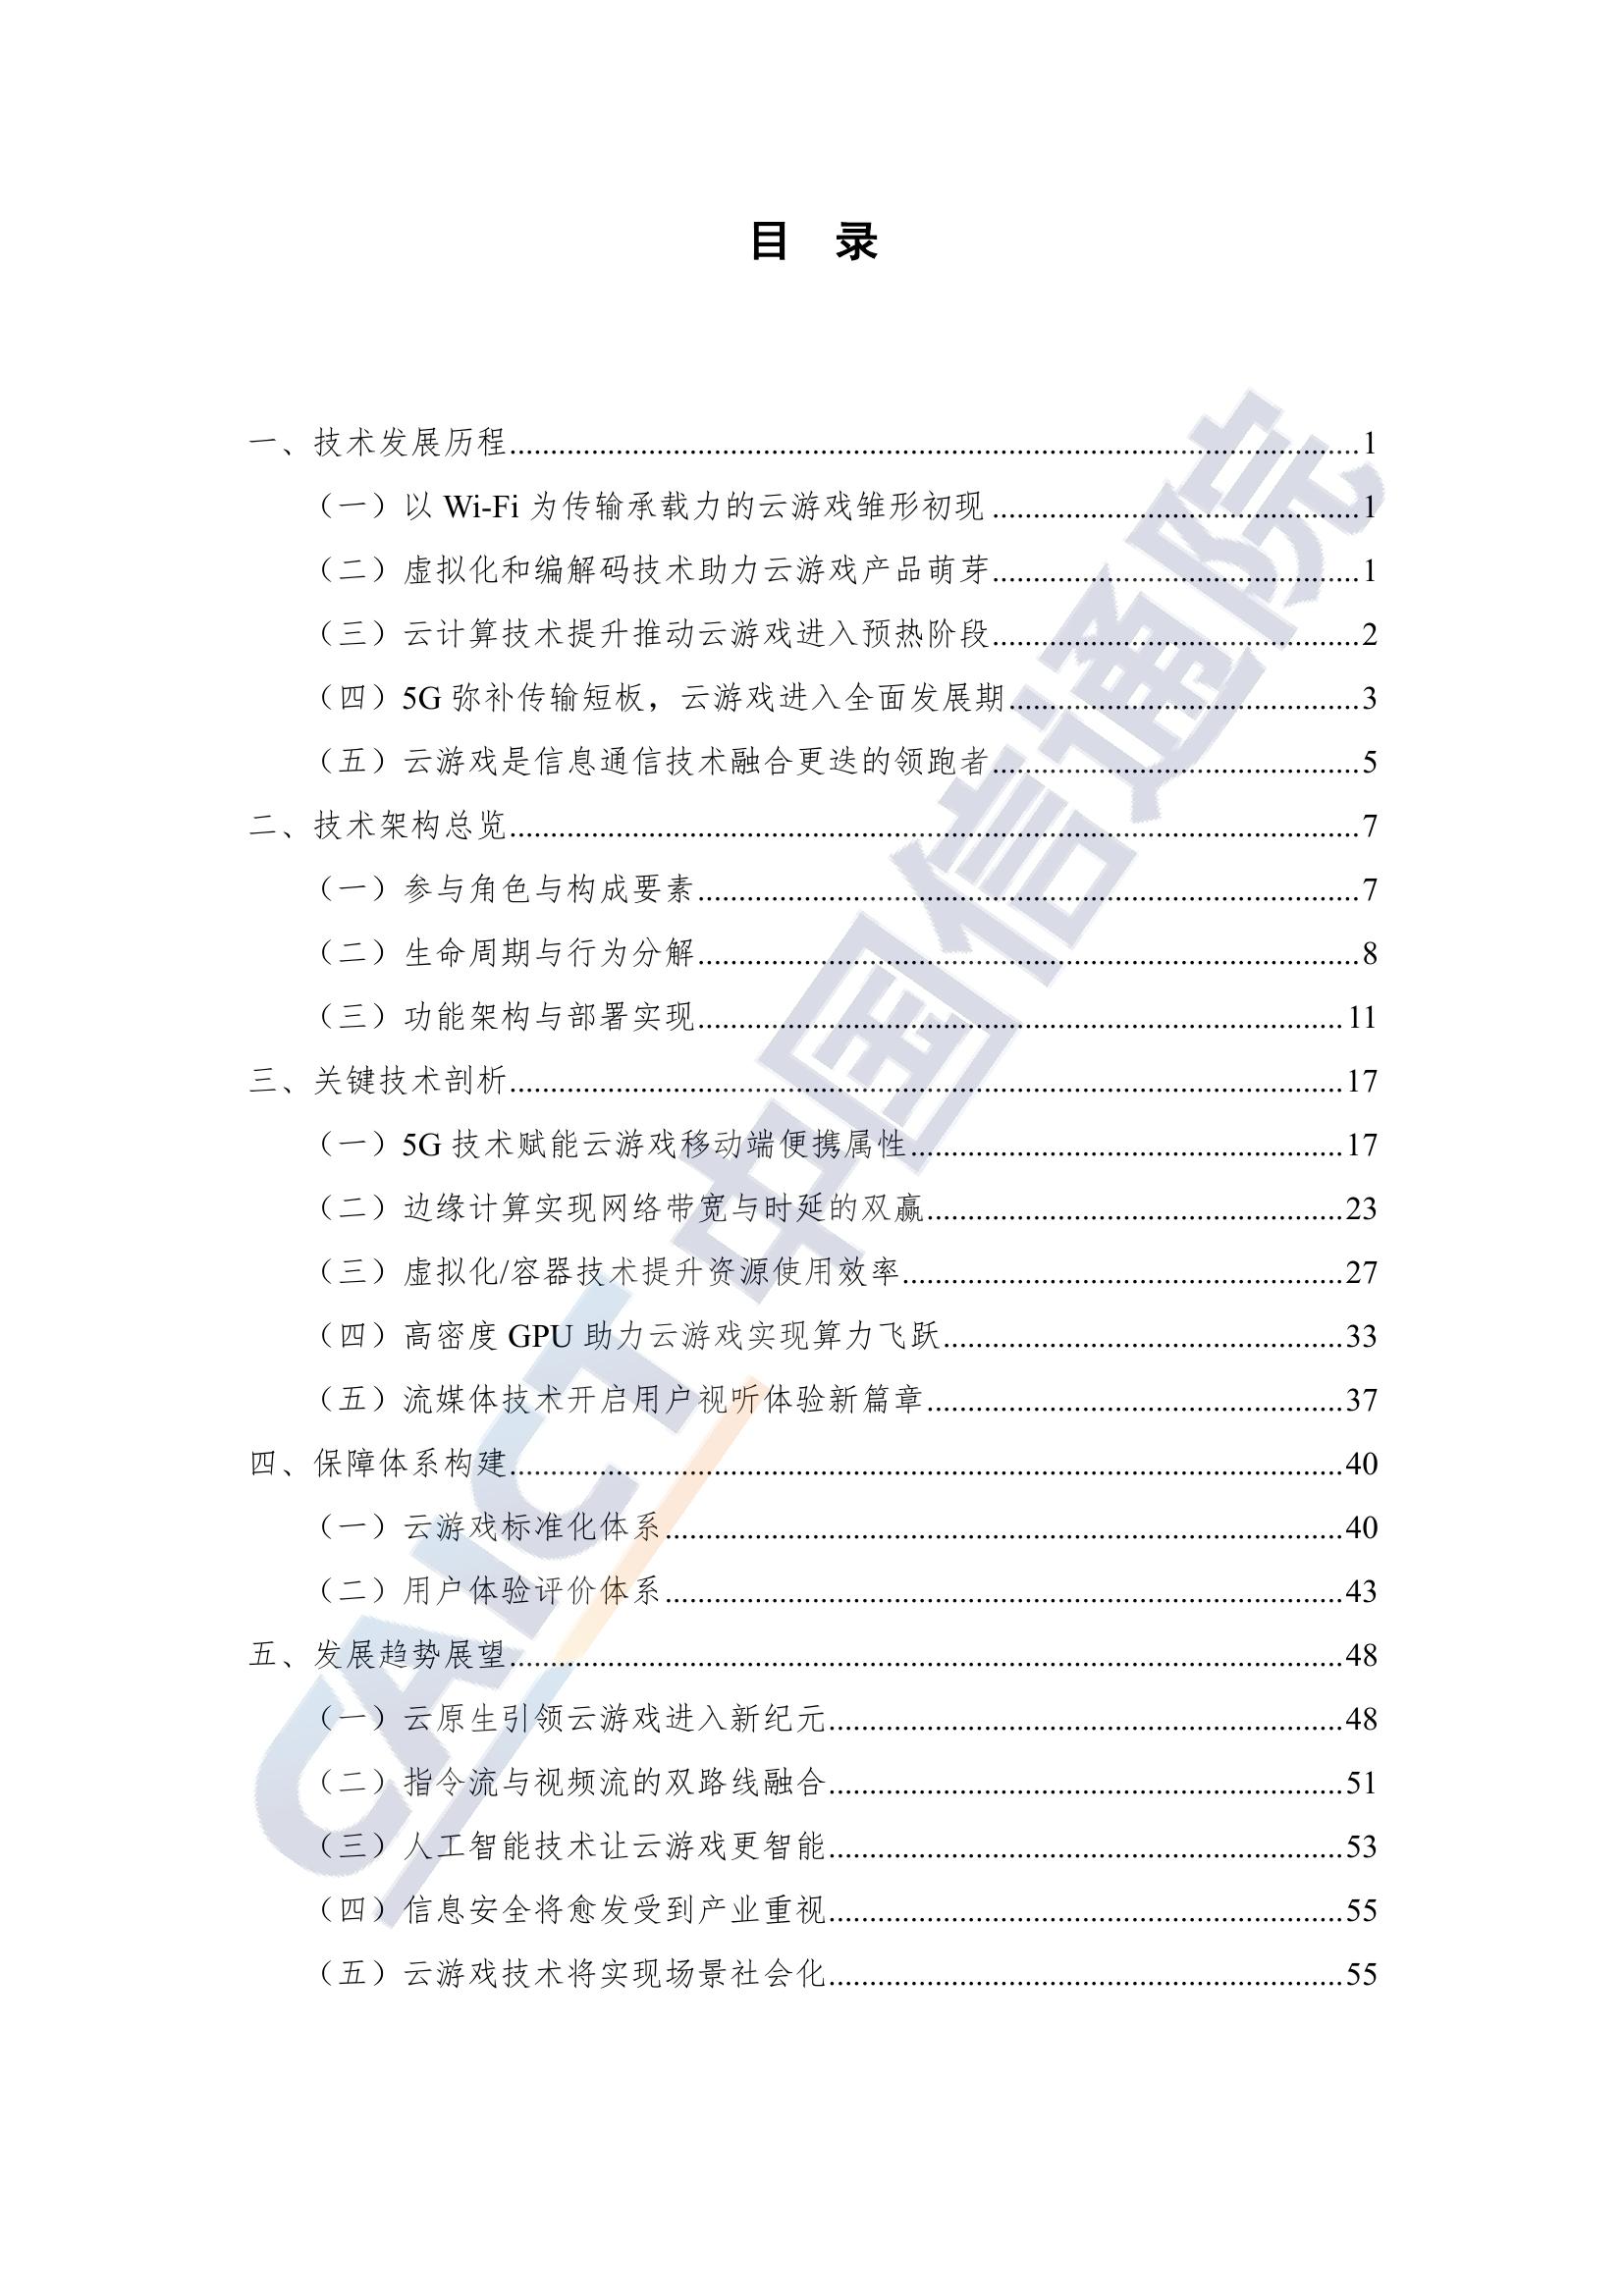 目 录
一、技术发展历程........................................1
（一）以 Wi-Fi 为传输承载力的云游戏雏形初现........................................1
（二）虚拟化和编解码技术助力云游戏产品萌芽........................................1
（三）云计算技术提升推动云游戏进入预热阶段........................................2
（四）5G 弥补传输短板，云游戏进入全面发展期........................................3
（五）云游戏是信息通信技术融合更迭的领跑者........................................5
二、技术架构总览........................................7
（一）参与角色与构成要素........................................7
（二）生命周期与行为分解........................................8
（三）功能架构与部署实现........................................11
三、关键技术剖析........................................17
（一）5G 技术赋能云游戏移动端便携属性........................................17
（二）边缘计算实现网络带宽与时延的双赢........................................23
（三）虚拟化/容器技术提升资源使用效率........................................27
（四）高密度 GPU 助力云游戏实现算力飞跃........................................33
（五）流媒体技术开启用户视听体验新篇章........................................37
四、保障体系构建........................................40
（一）云游戏标准化体系........................................40
（二）用户体验评价体系........................................43
五、发展趋势展望........................................48
（一）云原生引领云游戏进入新纪元........................................48
（二）指令流与视频流的双路线融合........................................51
（三）人工智能技术让云游戏更智能........................................53
（四）信息安全将愈发受到产业重视........................................55
（五）云游戏技术将实现场景社会化........................................55
CAICT 中国信通院